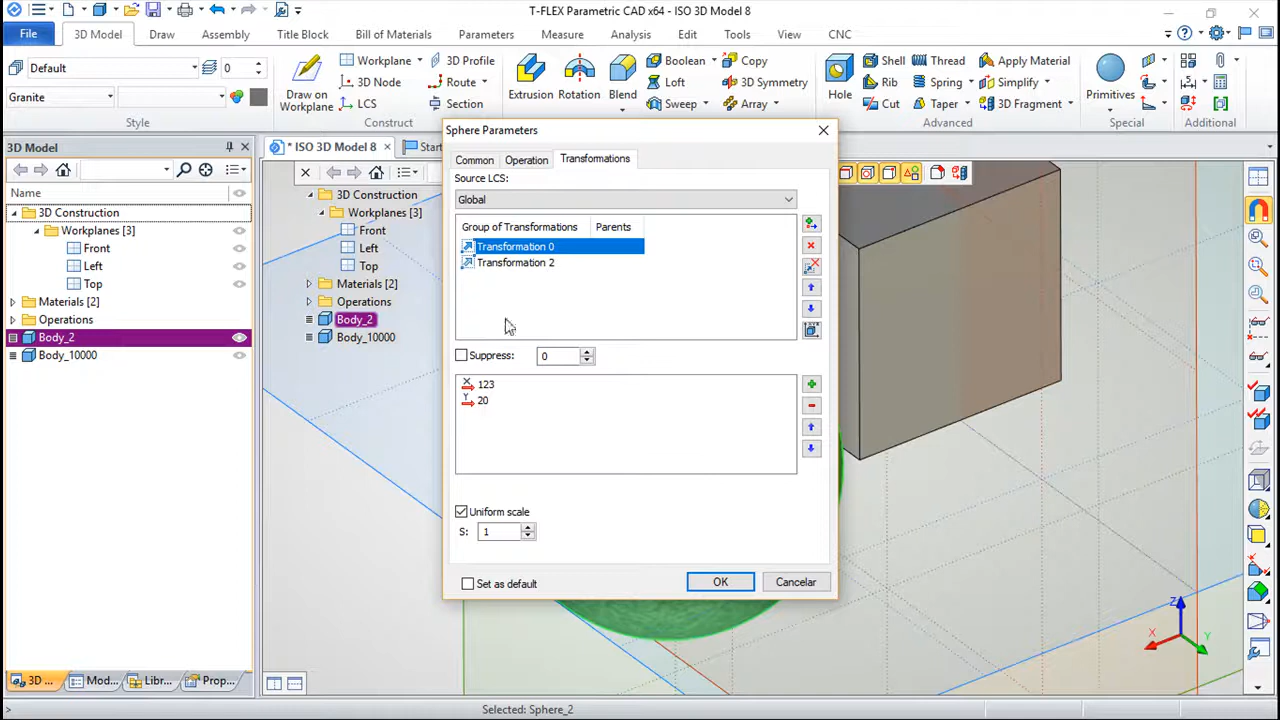 T-FLEX Parametric CAD x64 - ISO 3D Model 8
File
3D Model
Draw
Assembly
Title Block
Bill of Materials
Parameters
Measure
Analysis
Edit
Tools
View
CNC
Default
0
Granite
Style
Draw on Workplane
Workplane
3D Node
LCS
3D Profile
Route
Section
Construct
Extrusion
Rotation
Blend
Boolean
Loft
Sweep
Copy
3D Symmetry
Array
Hole
Shell
Rib
Cut
Thread
Spring
Taper
Apply Material
Simplify
3D Fragment
Advanced
Primitives
Special
Additional
3D Model
Name
3D Construction
Workplanes [3]
Front
Left
Top
Materials [2]
Operations
Body_2
Body_10000
3D ...
Mod...
Libr...
Prop...
* ISO 3D Model 8
Start
3D Construction
Workplanes [3]
Front
Left
Top
Materials [2]
Operations
Body_2
Body_10000
Sphere Parameters
Common
Operation
Transformations
Source LCS:
Global
Group of Transformations
Parents
Transformation 0
Transformation 2
Suppress:
0
X 123
Y 20
Uniform scale
S: 1
Set as default
OK
Cancelar
Z
X
Y
>
Selected: Sphere_2